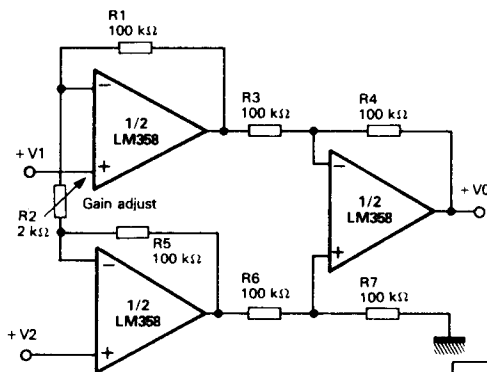 R1
100 kΩ
1/2
LM358
+ V1
R3
100 kΩ
R4
100 kΩ
Gain adjust
R2
2 kΩ
R5
100 kΩ
1/2
LM358
+ V0
1/2
LM358
R6
100 kΩ
R7
100 kΩ
+ V2